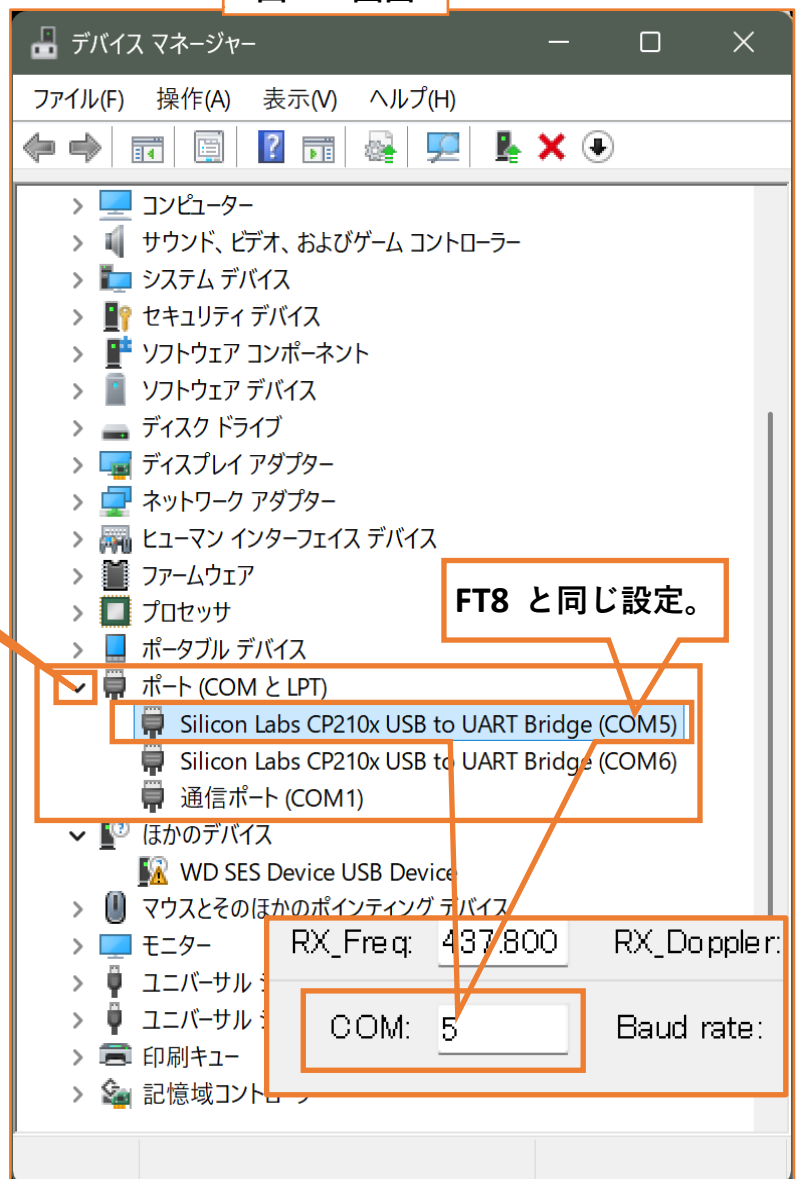 デバイス マネージャー
ファイル(F) 操作(A) 表示(V) ヘルプ(H)
コンピューター
サウンド、ビデオ、およびゲーム コントローラー
システム デバイス
セキュリティ デバイス
ソフトウェア コンポーネント
ソフトウェア デバイス
ディスク ドライブ
ディスプレイ アダプター
ネットワーク アダプター
ヒューマン インターフェイス デバイス
ファームウェア
プロセッサ
FT8 と同じ設定。
ポータブル デバイス
ポート (COM と LPT)
Silicon Labs CP210x USB to UART Bridge (COM5)
Silicon Labs CP210x USB to UART Bridge (COM6)
通信ポート (COM1)
ほかのデバイス
WD SES Device USB Device
マウスとそのほかのポインティング デバイス
モニター
RX_Freq: 437.800 RX_Doppler:
ユニバーサル
ユニバーサル
COM: 5 Baud rate:
印刷キュー
記憶域コント